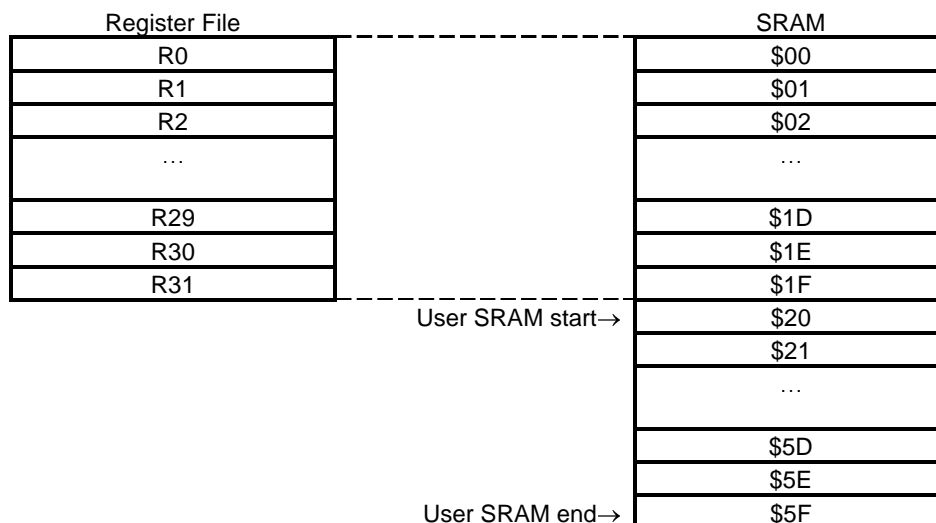 Register File SRAM
R0 $00
R1 $01
R2 $02
... ...
R29 $1D
R30 $1E
R31 $1F
User SRAM start→ $20
$21
...
$5D
$5E
User SRAM end→ $5F